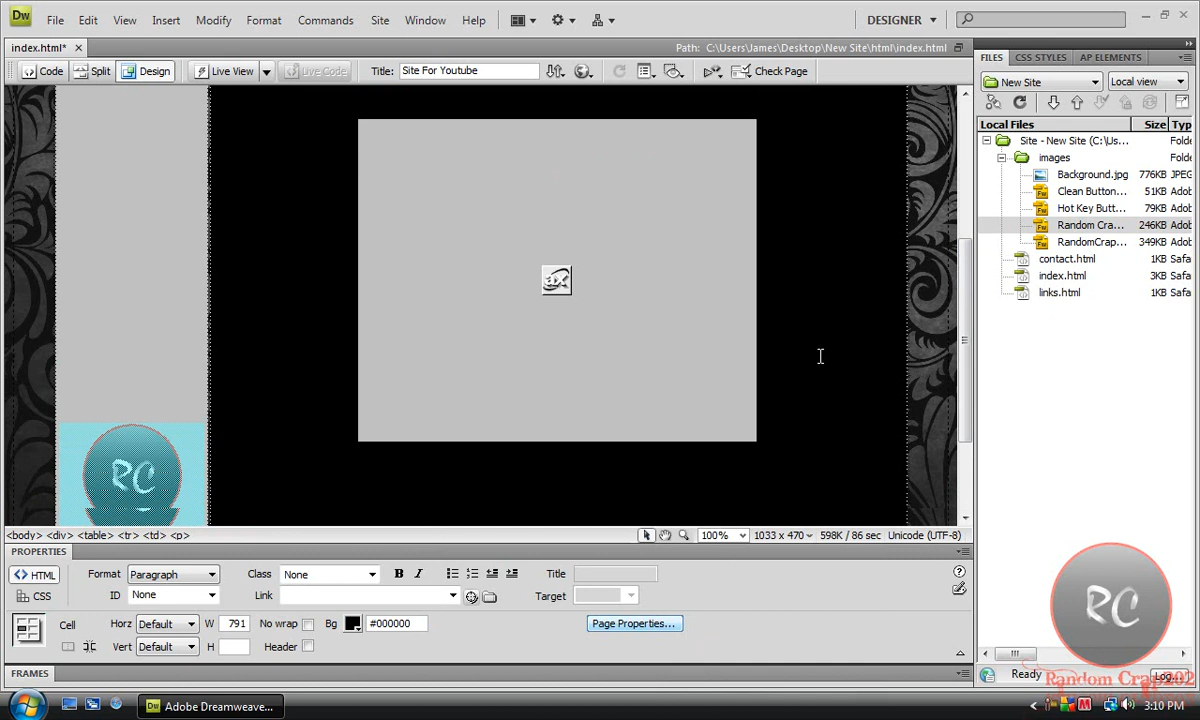 Dw File Edit View Insert Modify Format Commands Site Window Help DESIGNER
index.html* Path: C:\Users\James\Desktop\New Site\html\index.html
Code Split Design Live View Live Code Title: Site For Youtube Check Page
FILES CSS STYLES AP ELEMENTS
New Site Local view
Local Files Size Typ
Site - New Site (C:\Us... Folde
images Folde
Background.jpg 776KB JPEG
Clean Button... 51KB Adob
Hot Key Butt... 79KB Adob
Random Cra... 246KB Adob
RandomCrap... 349KB Adob
contact.html 1KB Safa
index.html 3KB Safa
links.html 1KB Safa
RC
<body> <div> <table> <tr> <td> <p> 100% 1033 x 470 598K / 86 sec Unicode (UTF-8)
PROPERTIES
HTML Format Paragraph Class None B I Title
CSS ID None Link Target
Cell Horz Default W 791 No wrap Bg #000000 Page Properties...
Vert Default H Header
RC
Ready Log...
Random Crap202
FRAMES
Dw Adobe Dreamweave... 3:10 PM